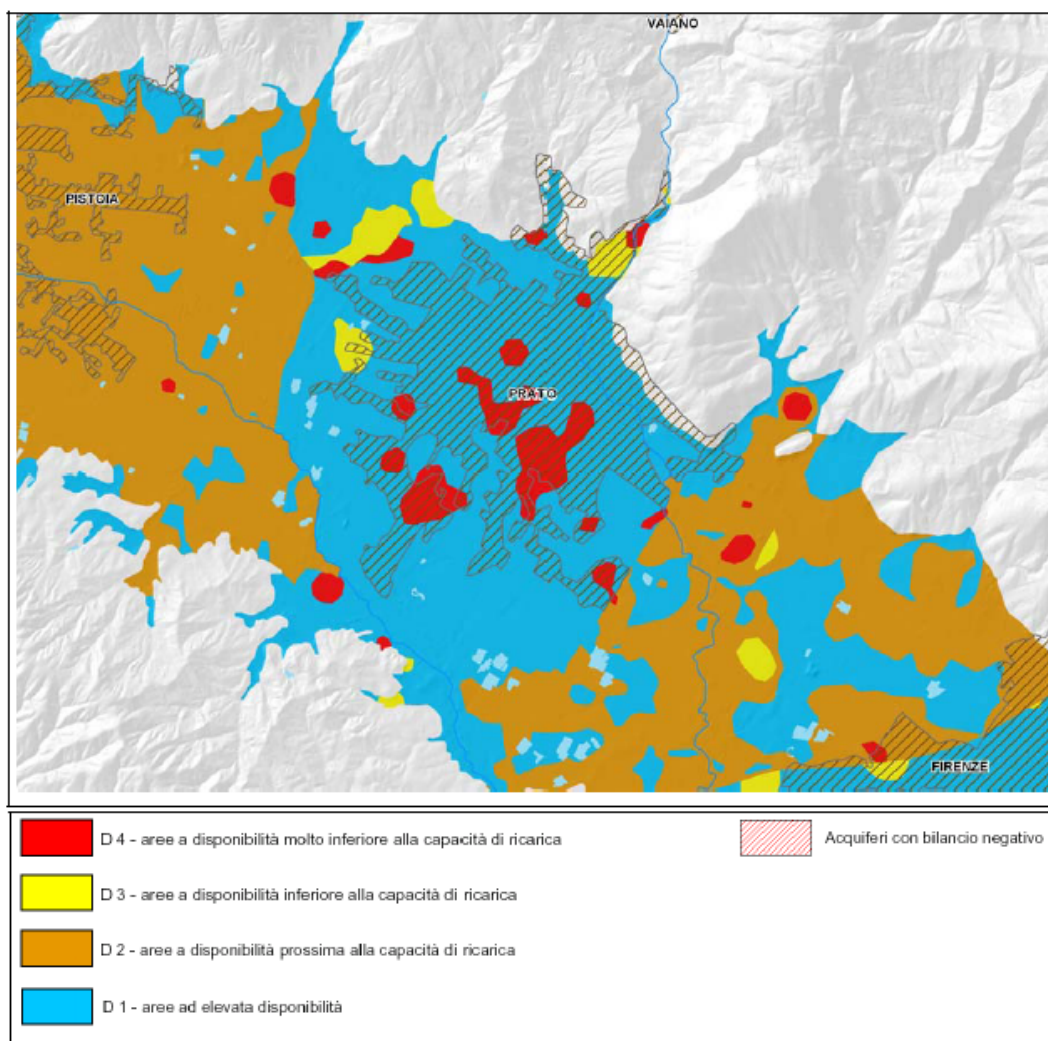 VAIANO
PISTOIA
PRATO
FIRENZE
D 4 - aree a disponibilità molto inferiore alla capacità di ricarica
Acquiferi con bilancio negativo
D 3 - aree a disponibilità inferiore alla capacità di ricarica
D 2 - aree a disponibilità prossima alla capacità di ricarica
D 1 - aree ad elevata disponibilità